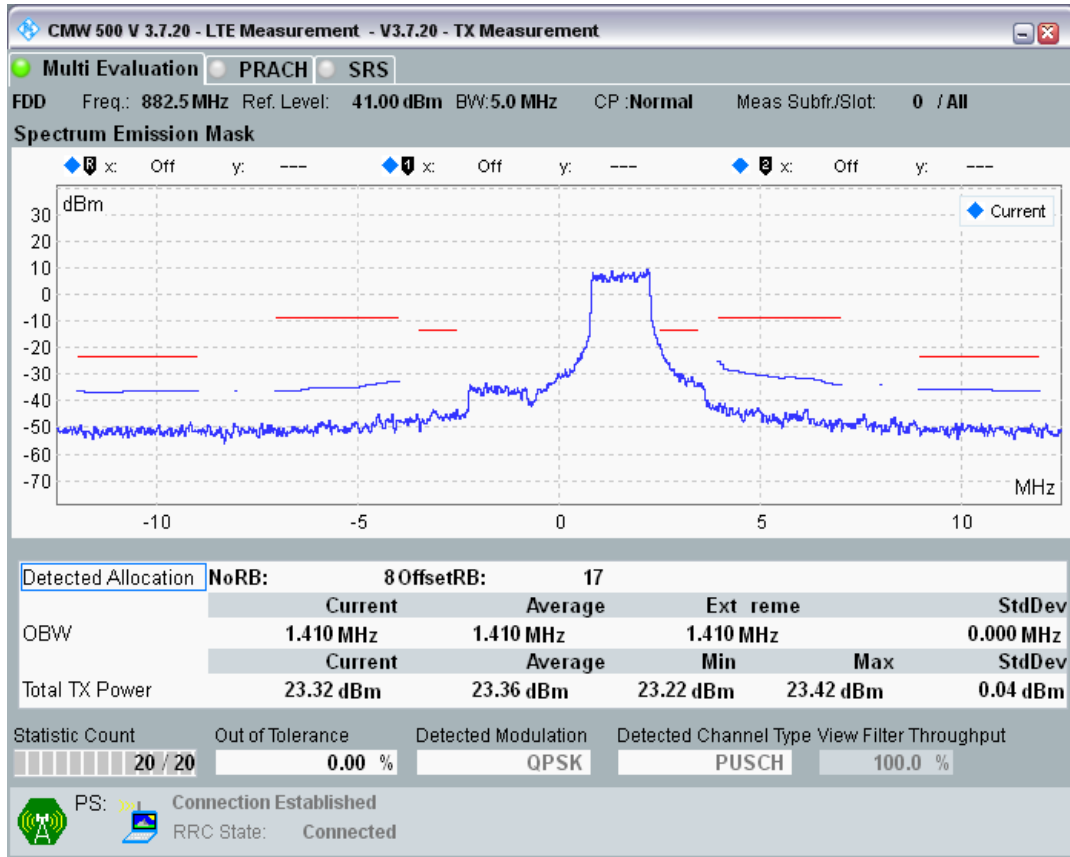 CMW 500 V 3.7.20 - LTE Measurement - V3.7.20 - TX Measurement
Multi Evaluation PRACH SRS
FDD Freq.: 882.5 MHz Ref. Level: 41.00 dBm BW: 5.0 MHz CP :Normal Meas Subfr./Slot: 0 / All
Spectrum Emission Mask
R x: Off y: --- 1 x: Off y: --- 2 x: Off y: ---
dBm
Current
30
20
10
0
-10
-20
-30
-40
-50
-60
-70
MHz
-10 -5 0 5 10
Detected Allocation NoRB: 8 OffsetRB: 17
Current Average Ext reme StdDev
OBW 1.410 MHz 1.410 MHz 1.410 MHz 0.000 MHz
Current Average Min Max StdDev
Total TX Power 23.32 dBm 23.36 dBm 23.22 dBm 23.42 dBm 0.04 dBm
Statistic Count Out of Tolerance Detected Modulation Detected Channel Type View Filter Throughput
20 / 20 0.00 % QPSK PUSCH 100.0 %
PS: Connection Established
RRC State: Connected